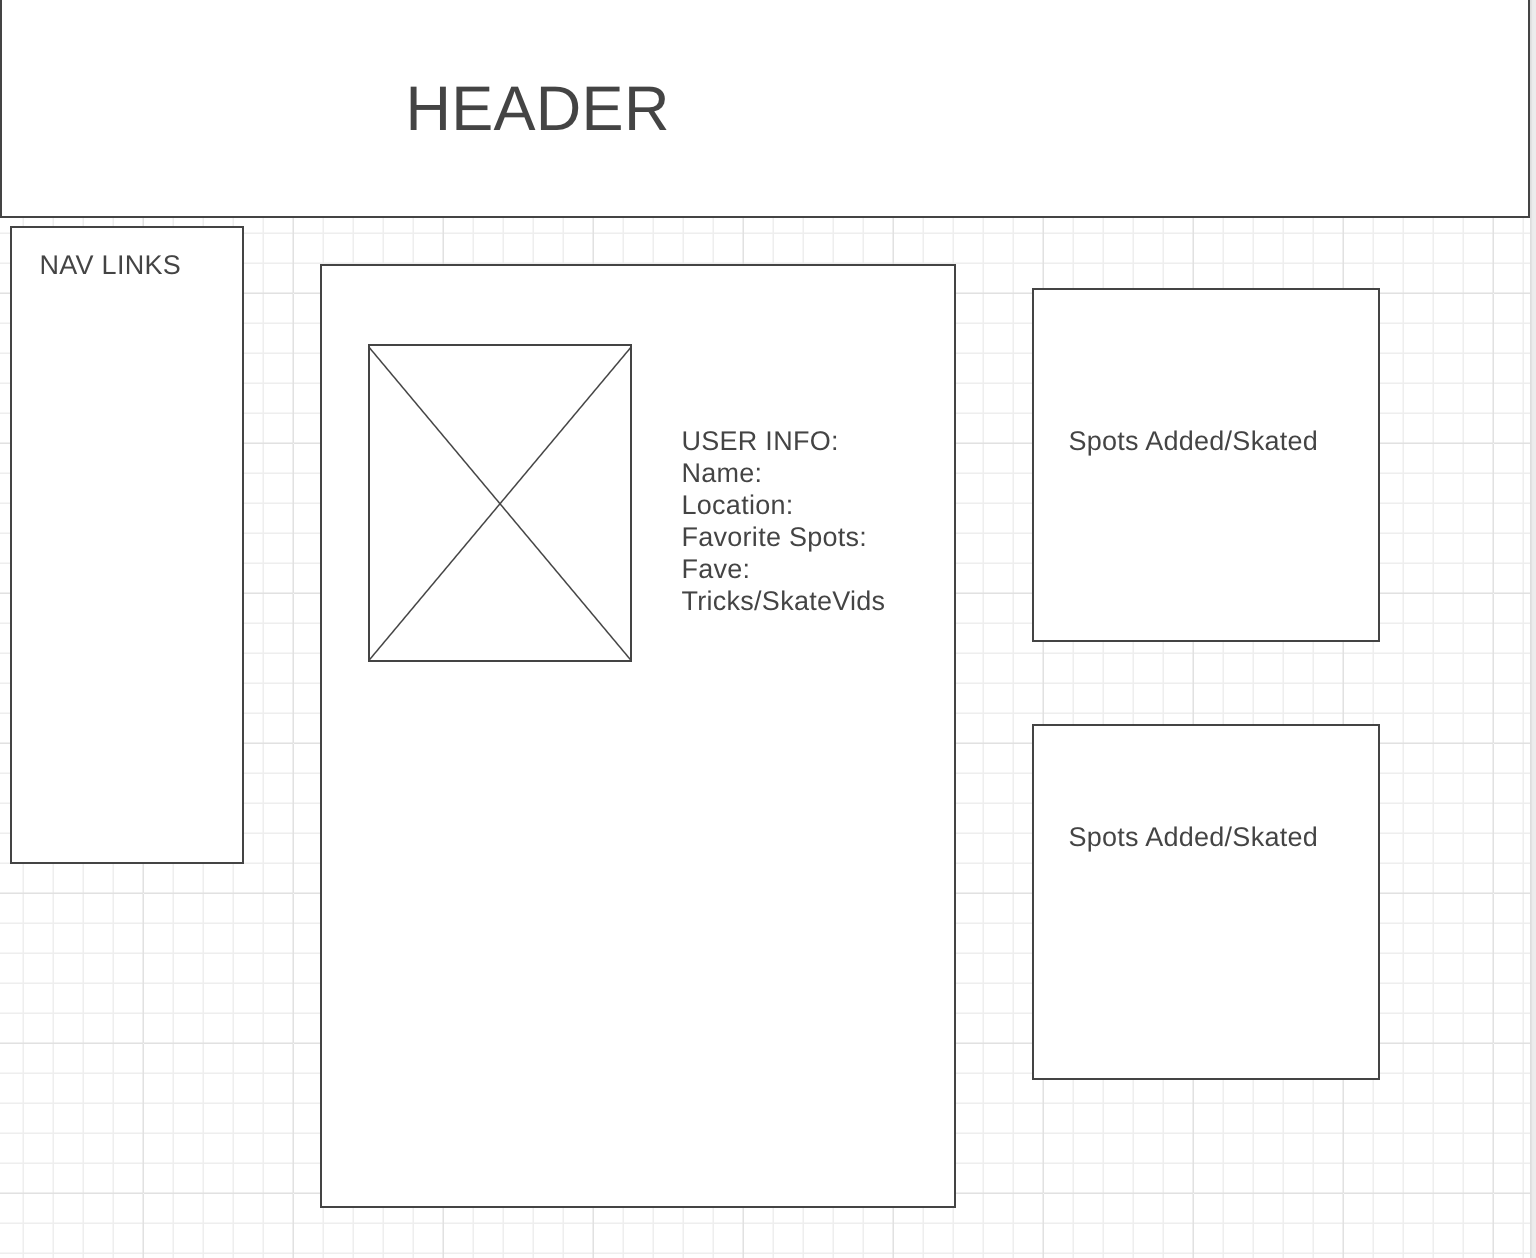 HEADER
NAV LINKS
USER INFO:
Name:
Location:
Favorite Spots:
Fave:
Tricks/SkateVids
Spots Added/Skated
Spots Added/Skated